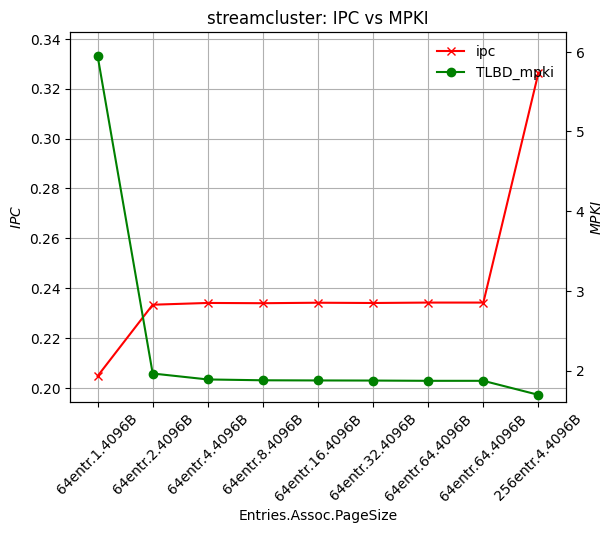 streamcluster: IPC vs MPKI
0.34
0.32
0.30
0.28
0.26
0.24
0.22
0.20
IPC
6
5
4
3
2
MPKI
ipc
TLBD_mpki
64entr.1.4096B
64entr.2.4096B
64entr.4.4096B
64entr.8.4096B
64entr.16.4096B
64entr.32.4096B
64entr.64.4096B
64entr.64.4096B
256entr.4.4096B
Entries.Assoc.PageSize